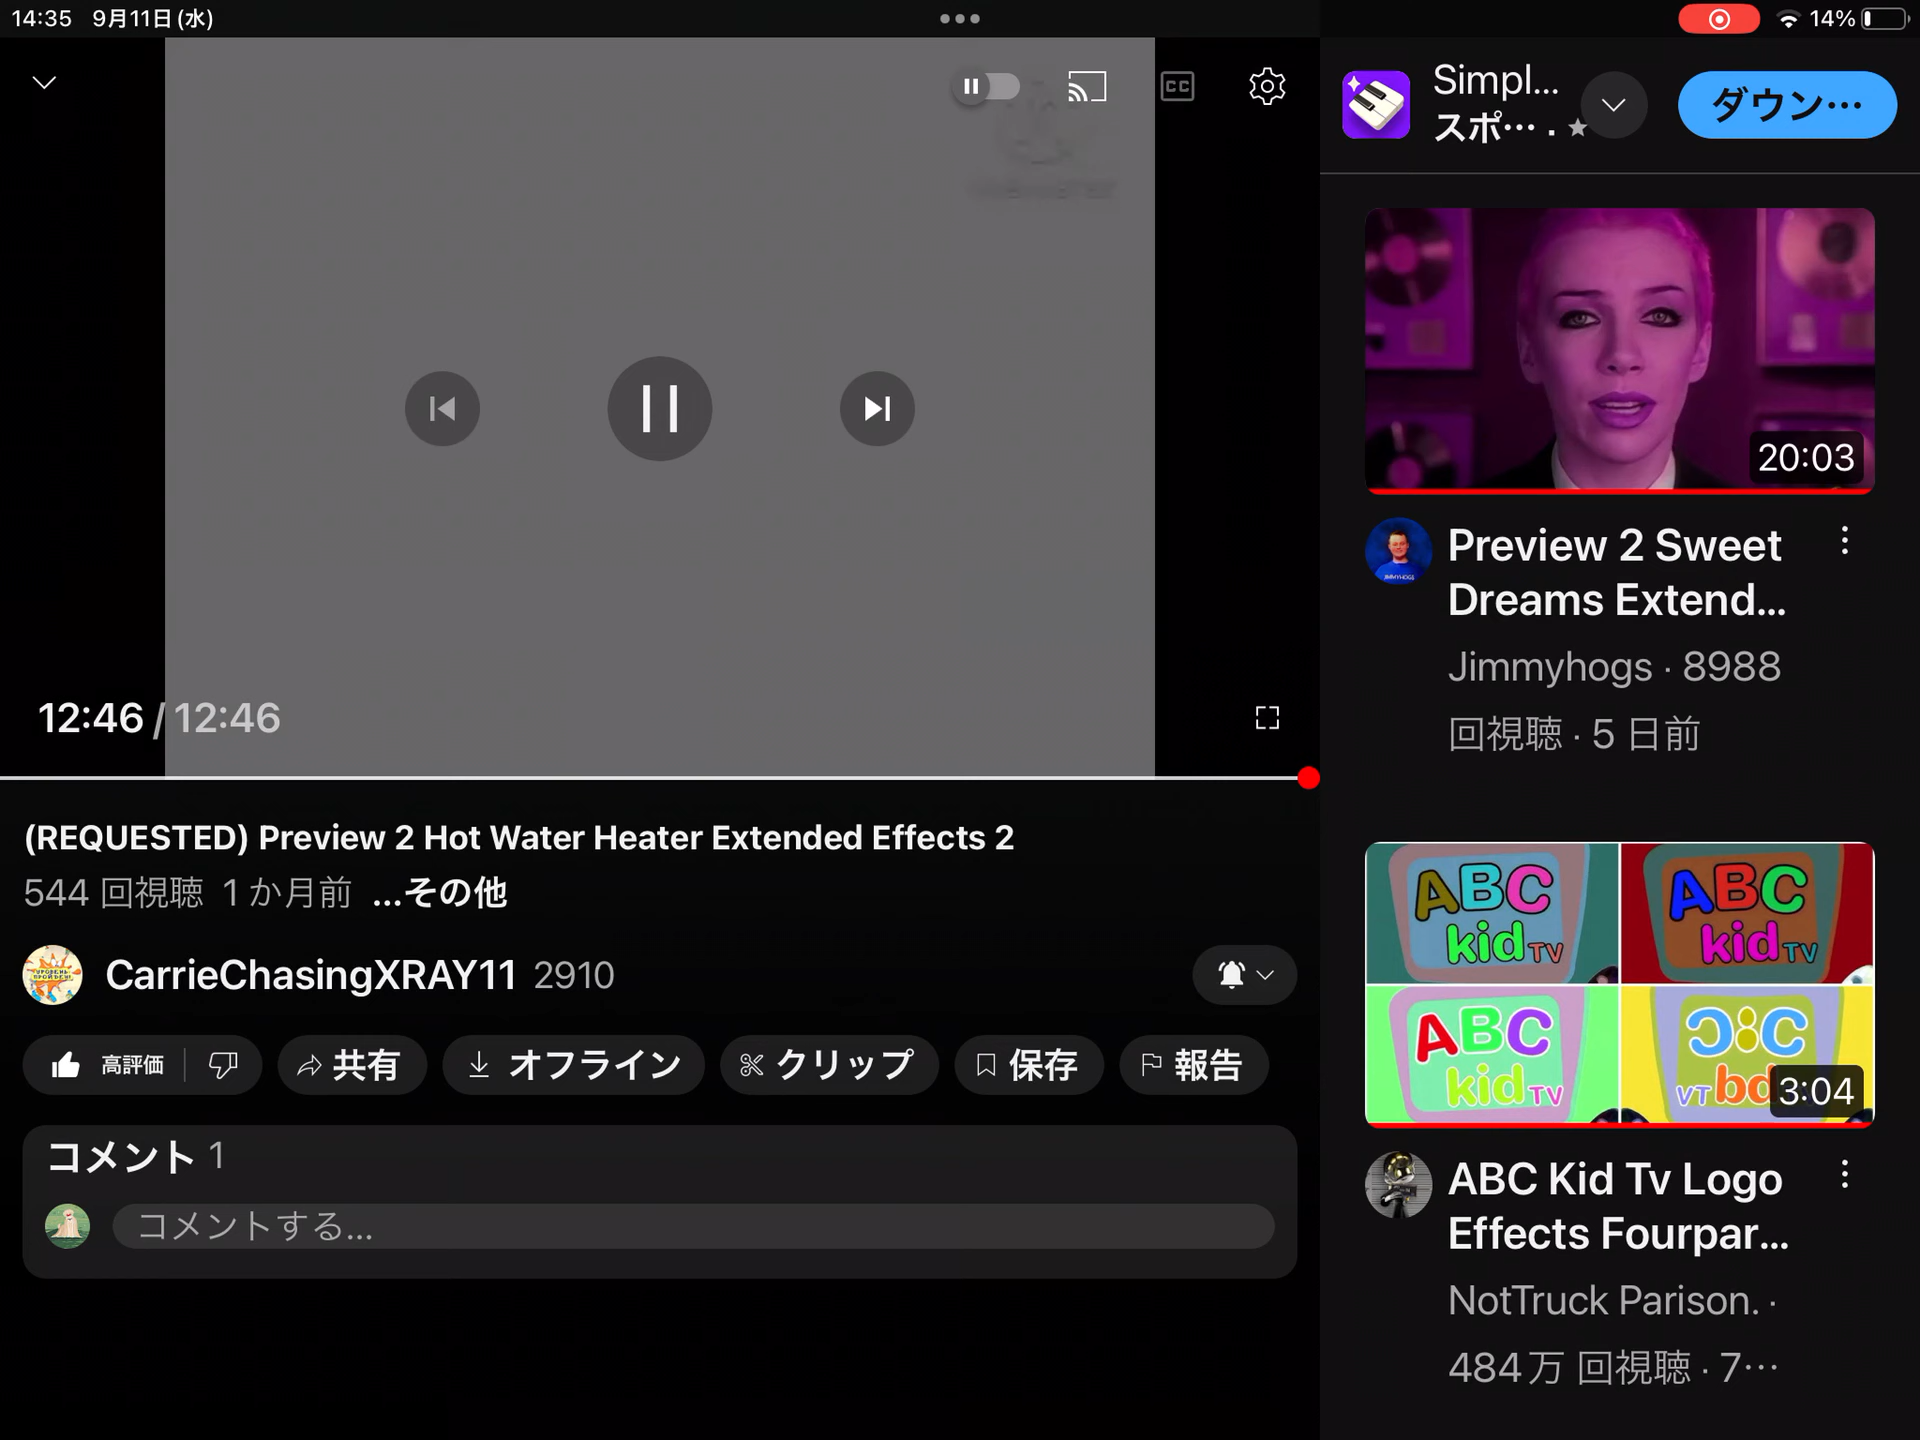 14:35 9月11日(水)
14%
CC
12:46 / 12:46
(REQUESTED) Preview 2 Hot Water Heater Extended Effects 2
544 回視聴 1 か月前 ...その他
CarrieChasingXRAY11 2910
高評価
共有
オフライン
クリップ
保存
報告
コメント 1
コメントする...
Simpl...
スポ… · ★
ダウン…
20:03
Preview 2 Sweet
Dreams Extend...
Jimmyhogs · 8988
回視聴 · 5 日前
ABC
kid TV
ABC
kid TV
ABC
kid TV
3:04
ABC Kid Tv Logo
Effects Fourpar...
NotTruck Parison. ·
484万 回視聴 · 7…